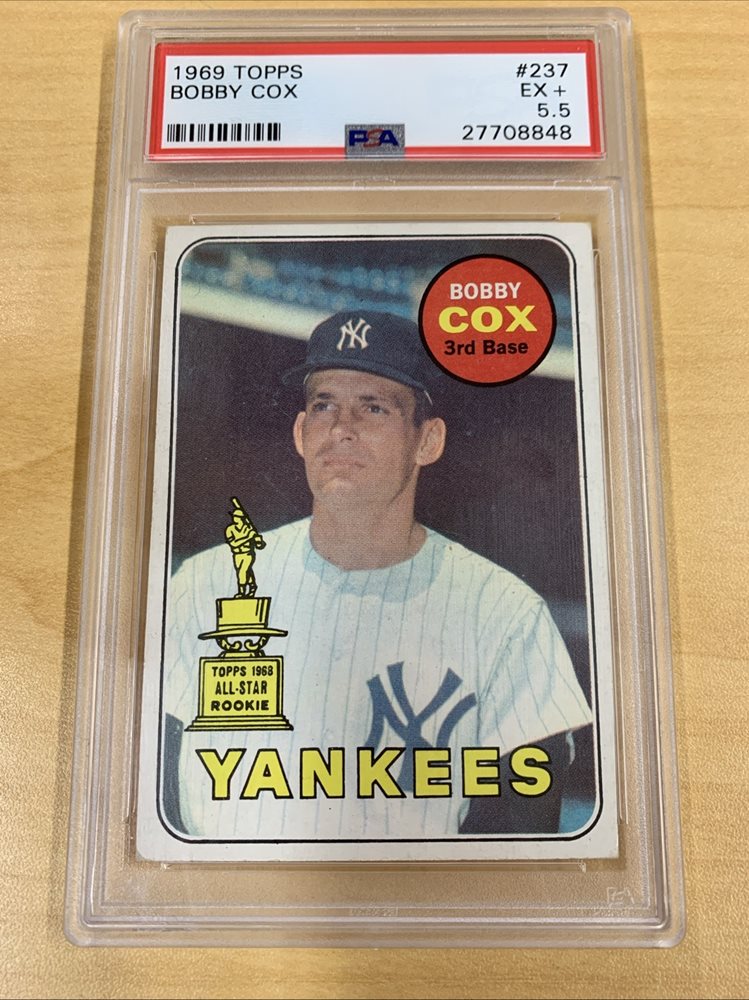 1969 TOPPS #237
BOBBY COX EX +
5.5
PSA 27708848
BOBBY
COX
3rd Base
NY
TOPPS 1968
ALL-STAR
ROOKIE
NY
YANKEES